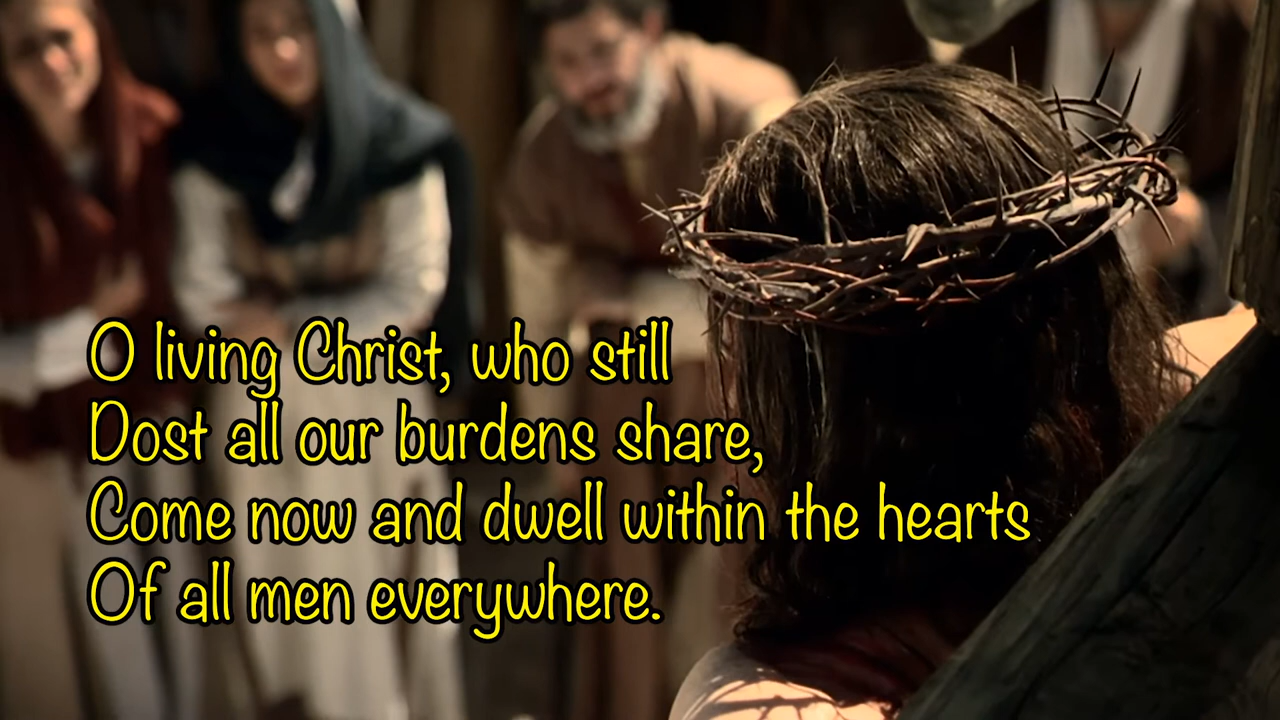 O living Christ, who still
Dost all our burdens share,
Come now and dwell within the hearts
Of all men everywhere.